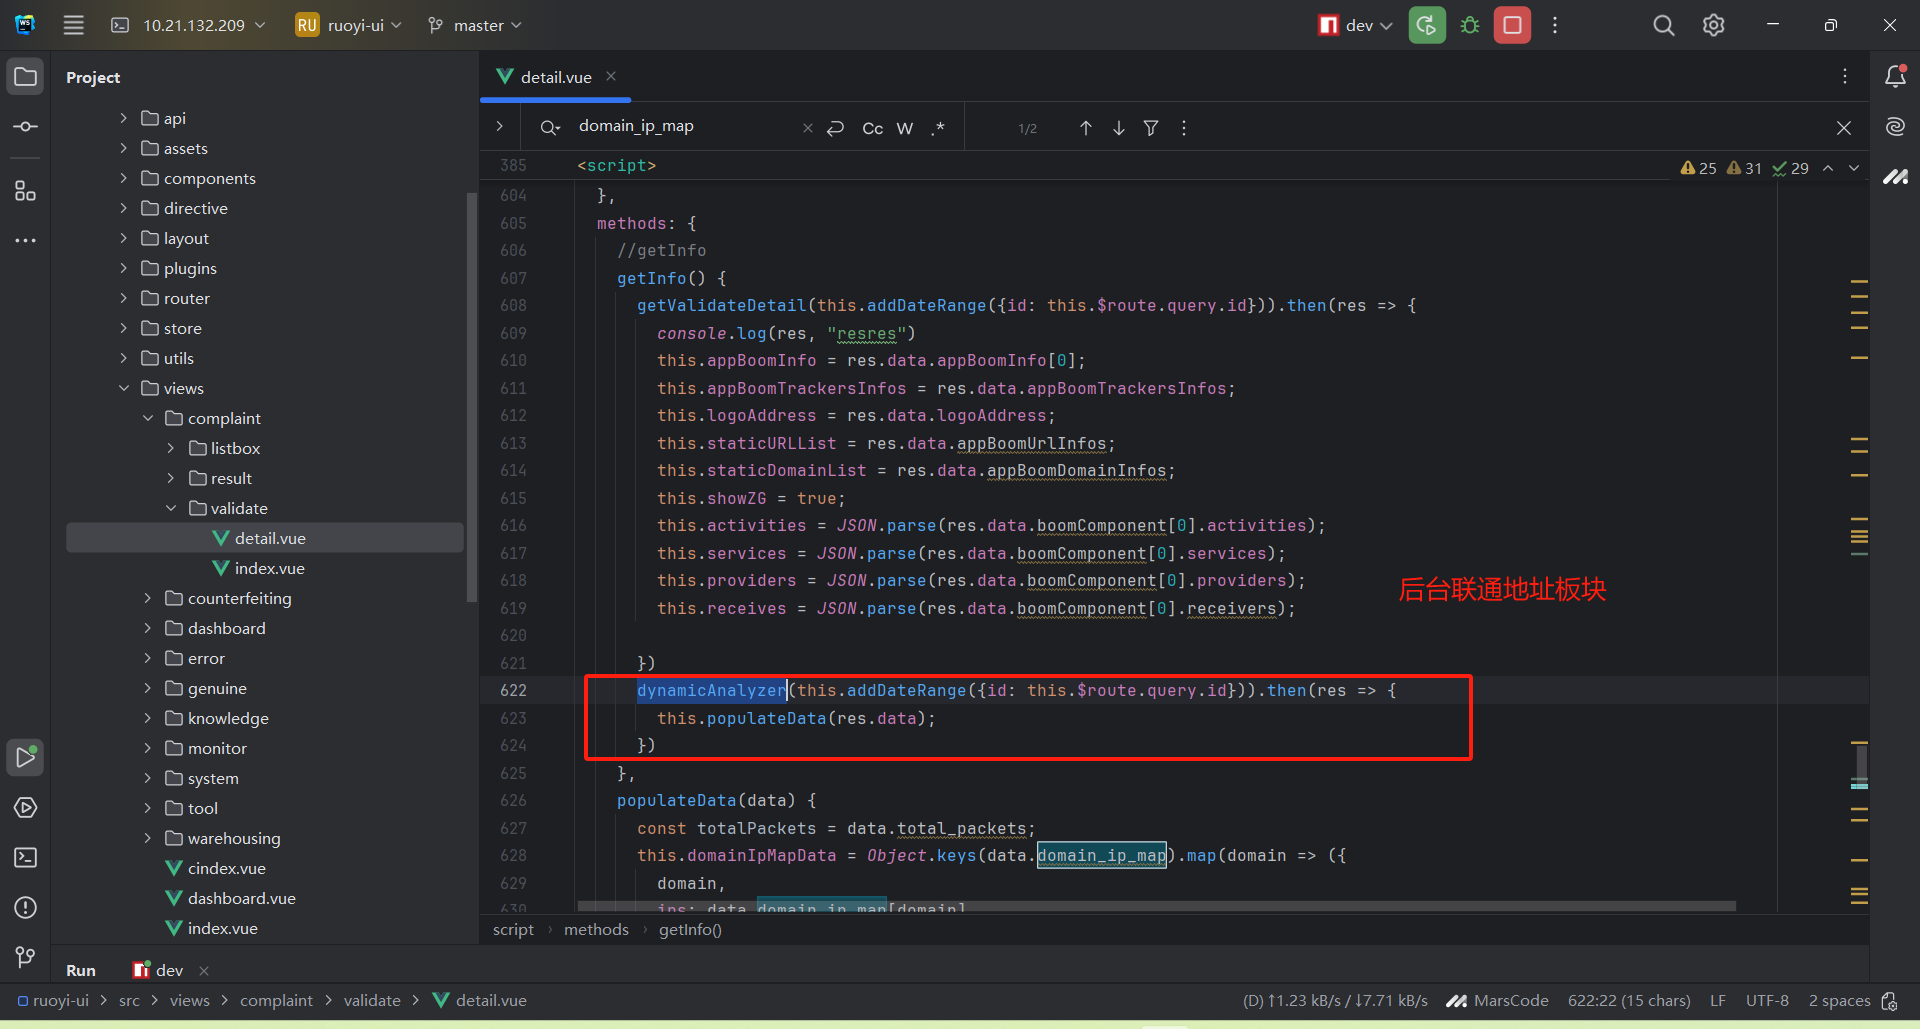 10.21.132.209
RU ruoyi-ui
master
dev
Project
api
assets
components
directive
layout
plugins
router
store
utils
views
complaint
listbox
result
validate
detail.vue
index.vue
counterfeiting
dashboard
error
genuine
knowledge
monitor
system
tool
warehousing
cindex.vue
dashboard.vue
index.vue
detail.vue
domain_ip_map
Cc W .* 1/2
25 31 29
385 <script>
604 },
605 methods: {
606 //getInfo
607 getInfo() {
608 getValidateDetail(this.addDateRange({id: this.$route.query.id})).then(res => {
609 console.log(res, "resres")
610 this.appBoomInfo = res.data.appBoomInfo[0];
611 this.appBoomTrackersInfos = res.data.appBoomTrackersInfos;
612 this.logoAddress = res.data.logoAddress;
613 this.staticURLList = res.data.appBoomUrlInfos;
614 this.staticDomainList = res.data.appBoomDomainInfos;
615 this.showZG = true;
616 this.activities = JSON.parse(res.data.boomComponent[0].activities);
617 this.services = JSON.parse(res.data.boomComponent[0].services);
618 this.providers = JSON.parse(res.data.boomComponent[0].providers);
后台联通地址板块
619 this.receives = JSON.parse(res.data.boomComponent[0].receivers);
620
621 })
622 dynamicAnalyzer(this.addDateRange({id: this.$route.query.id})).then(res => {
623 this.populateData(res.data);
624 })
625 },
626 populateData(data) {
627 const totalPackets = data.total_packets;
628 this.domainIpMapData = Object.keys(data.domain_ip_map).map(domain => ({
629 domain,
630 ips: data.domain_ip_map[domain]
script > methods > getInfo()
Run dev
ruoyi-ui > src > views > complaint > validate > detail.vue
(D) ↑1.23 kB/s / ↓7.71 kB/s MarsCode 622:22 (15 chars) LF UTF-8 2 spaces